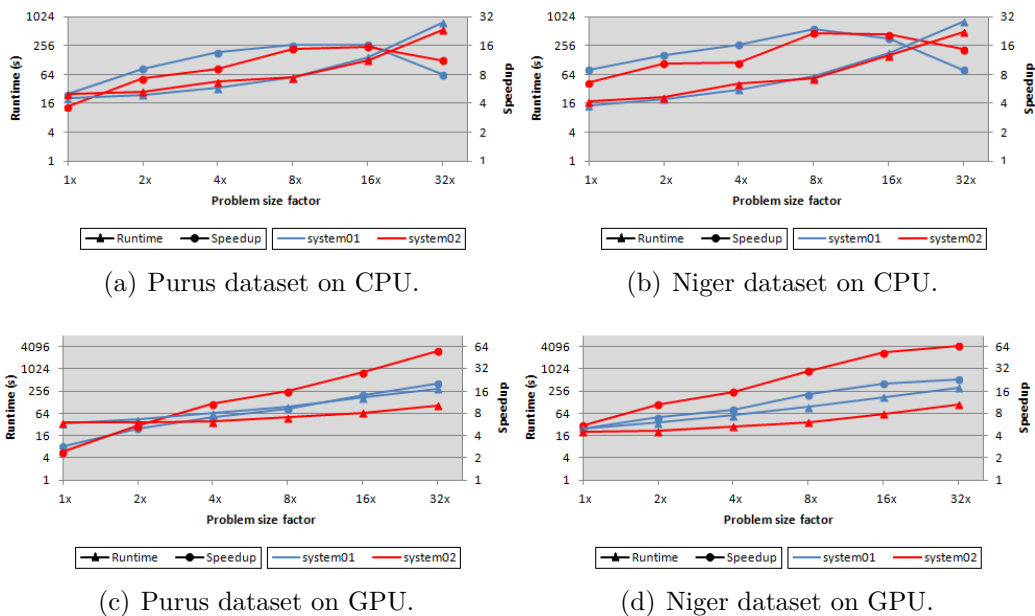 1024
256
64
16
4
1
Runtime (s)
32
16
8
4
2
1
Speedup
1x 2x 4x 8x 16x 32x
Problem size factor
Runtime Speedup system01 system02
(a) Purus dataset on CPU.
1024
256
64
16
4
1
Runtime (s)
32
16
8
4
2
1
Speedup
1x 2x 4x 8x 16x 32x
Problem size factor
Runtime Speedup system01 system02
(b) Niger dataset on CPU.
4096
1024
256
64
16
4
1
Runtime (s)
64
32
16
8
4
2
1
Speedup
1x 2x 4x 8x 16x 32x
Problem size factor
Runtime Speedup system01 system02
(c) Purus dataset on GPU.
4096
1024
256
64
16
4
1
Runtime (s)
64
32
16
8
4
2
1
Speedup
1x 2x 4x 8x 16x 32x
Problem size factor
Runtime Speedup system01 system02
(d) Niger dataset on GPU.